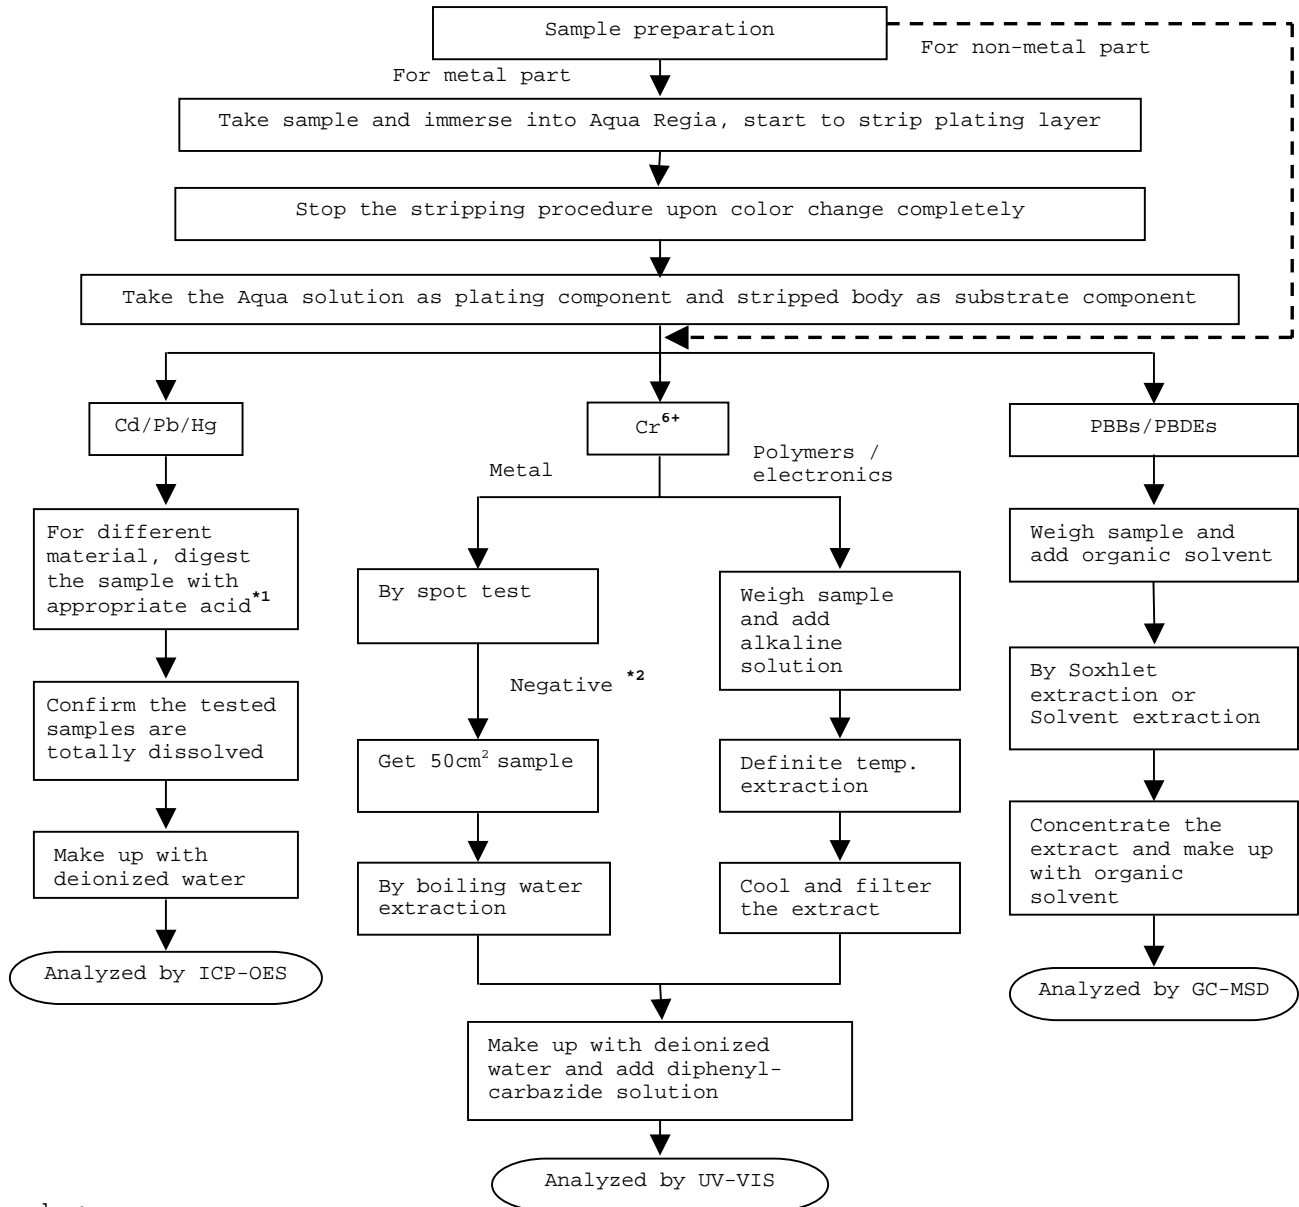 Sample preparation
For non-metal part
For metal part
Take sample and immerse into Aqua Regia, start to strip plating layer
Stop the stripping procedure upon color change completely
Take the Aqua solution as plating component and stripped body as substrate component
Cd/Pb/Hg
Cr6+
PBBs/PBDEs
Metal
Polymers /
electronics
For different
material, digest
the sample with
appropriate acid*1
Confirm the tested
samples are
totally dissolved
Make up with
deionized water
Analyzed by ICP-OES
By spot test
Negative *2
Get 50cm2 sample
By boiling water
extraction
Weigh sample
and add
alkaline
solution
Definite temp.
extraction
Cool and filter
the extract
Make up with deionized
water and add diphenyl-
carbazide solution
Analyzed by UV-VIS
Weigh sample and
add organic solvent
By Soxhlet
extraction or
Solvent extraction
Concentrate the
extract and make up
with organic
solvent
Analyzed by GC-MSD